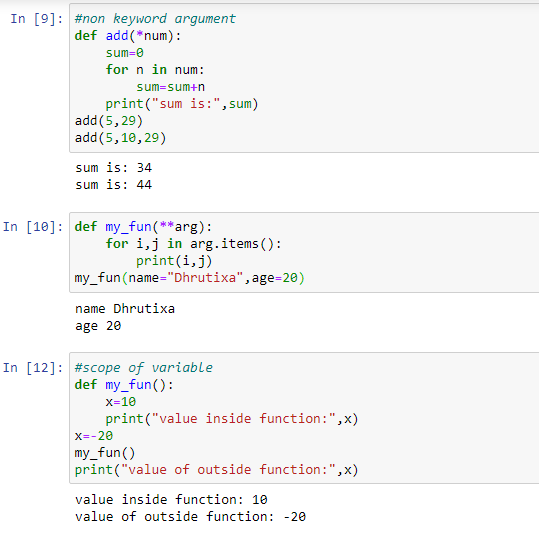 In [9]: #non keyword argument
def add(*num):
    sum=0
    for n in num:
        sum=sum+n
    print("sum is:",sum)
add(5,29)
add(5,10,29)
sum is: 34
sum is: 44
In [10]: def my_fun(**arg):
    for i,j in arg.items():
        print(i,j)
my_fun(name="Dhrutixa",age=20)
name Dhrutixa
age 20
In [12]: #scope of variable
def my_fun():
    x=10
    print("value inside function:",x)
x=-20
my_fun()
print("value of outside function:",x)
value inside function: 10
value of outside function: -20